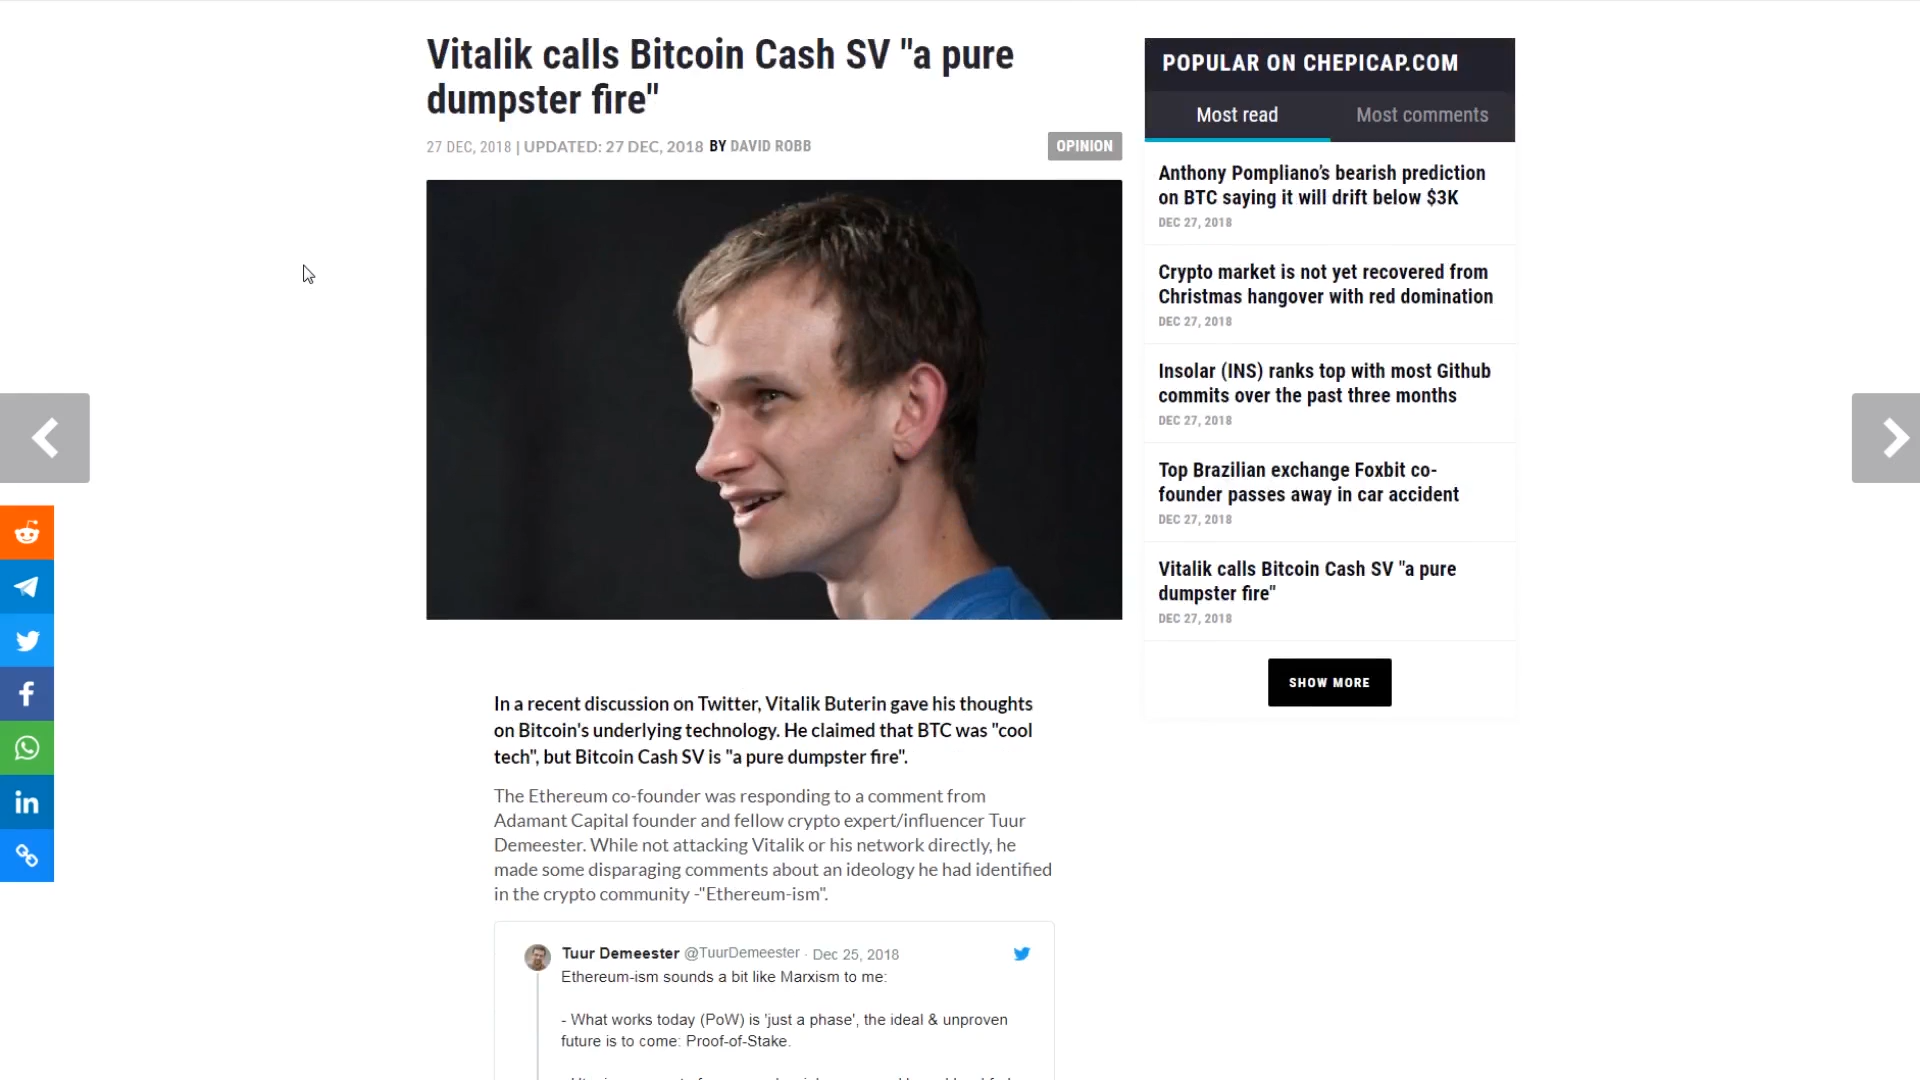 Vitalik calls Bitcoin Cash SV "a pure
dumpster fire"
27 DEC, 2018 | UPDATED: 27 DEC, 2018 BY DAVID ROBB
OPINION
In a recent discussion on Twitter, Vitalik Buterin gave his thoughts
on Bitcoin's underlying technology. He claimed that BTC was "cool
tech", but Bitcoin Cash SV is "a pure dumpster fire".
The Ethereum co-founder was responding to a comment from
Adamant Capital founder and fellow crypto expert/influencer Tuur
Demeester. While not attacking Vitalik or his network directly, he
made some disparaging comments about an ideology he had identified
in the crypto community -"Ethereum-ism".
Tuur Demeester @TuurDemeester · Dec 25, 2018
Ethereum-ism sounds a bit like Marxism to me:
- What works today (PoW) is 'just a phase', the ideal & unproven
future is to come: Proof-of-Stake.
POPULAR ON CHEPICAP.COM
Most read
Most comments
Anthony Pompliano's bearish prediction
on BTC saying it will drift below $3K
DEC 27, 2018
Crypto market is not yet recovered from
Christmas hangover with red domination
DEC 27, 2018
Insolar (INS) ranks top with most Github
commits over the past three months
DEC 27, 2018
Top Brazilian exchange Foxbit co-
founder passes away in car accident
DEC 27, 2018
Vitalik calls Bitcoin Cash SV "a pure
dumpster fire"
DEC 27, 2018
SHOW MORE